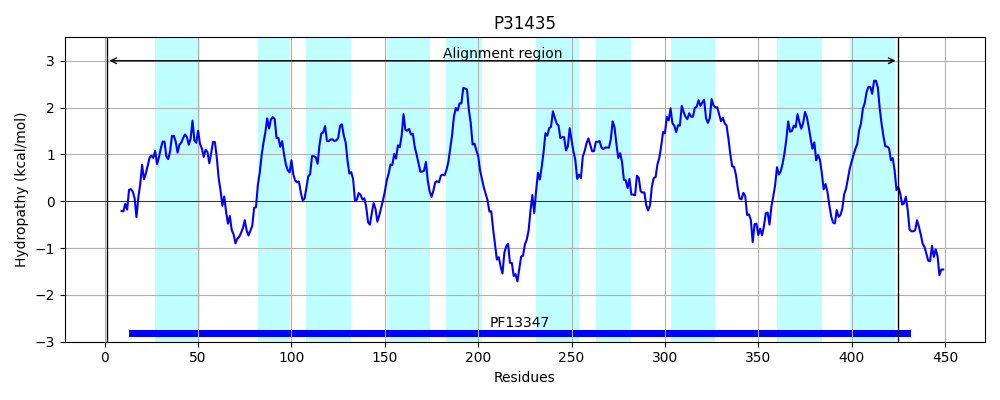 P31435
Alignment region
Hydropathy (kcal/mol)
3
2
1
0
−1
−2
−3
PF13347
0 50 100 150 200 250 300 350 400 450
Residues